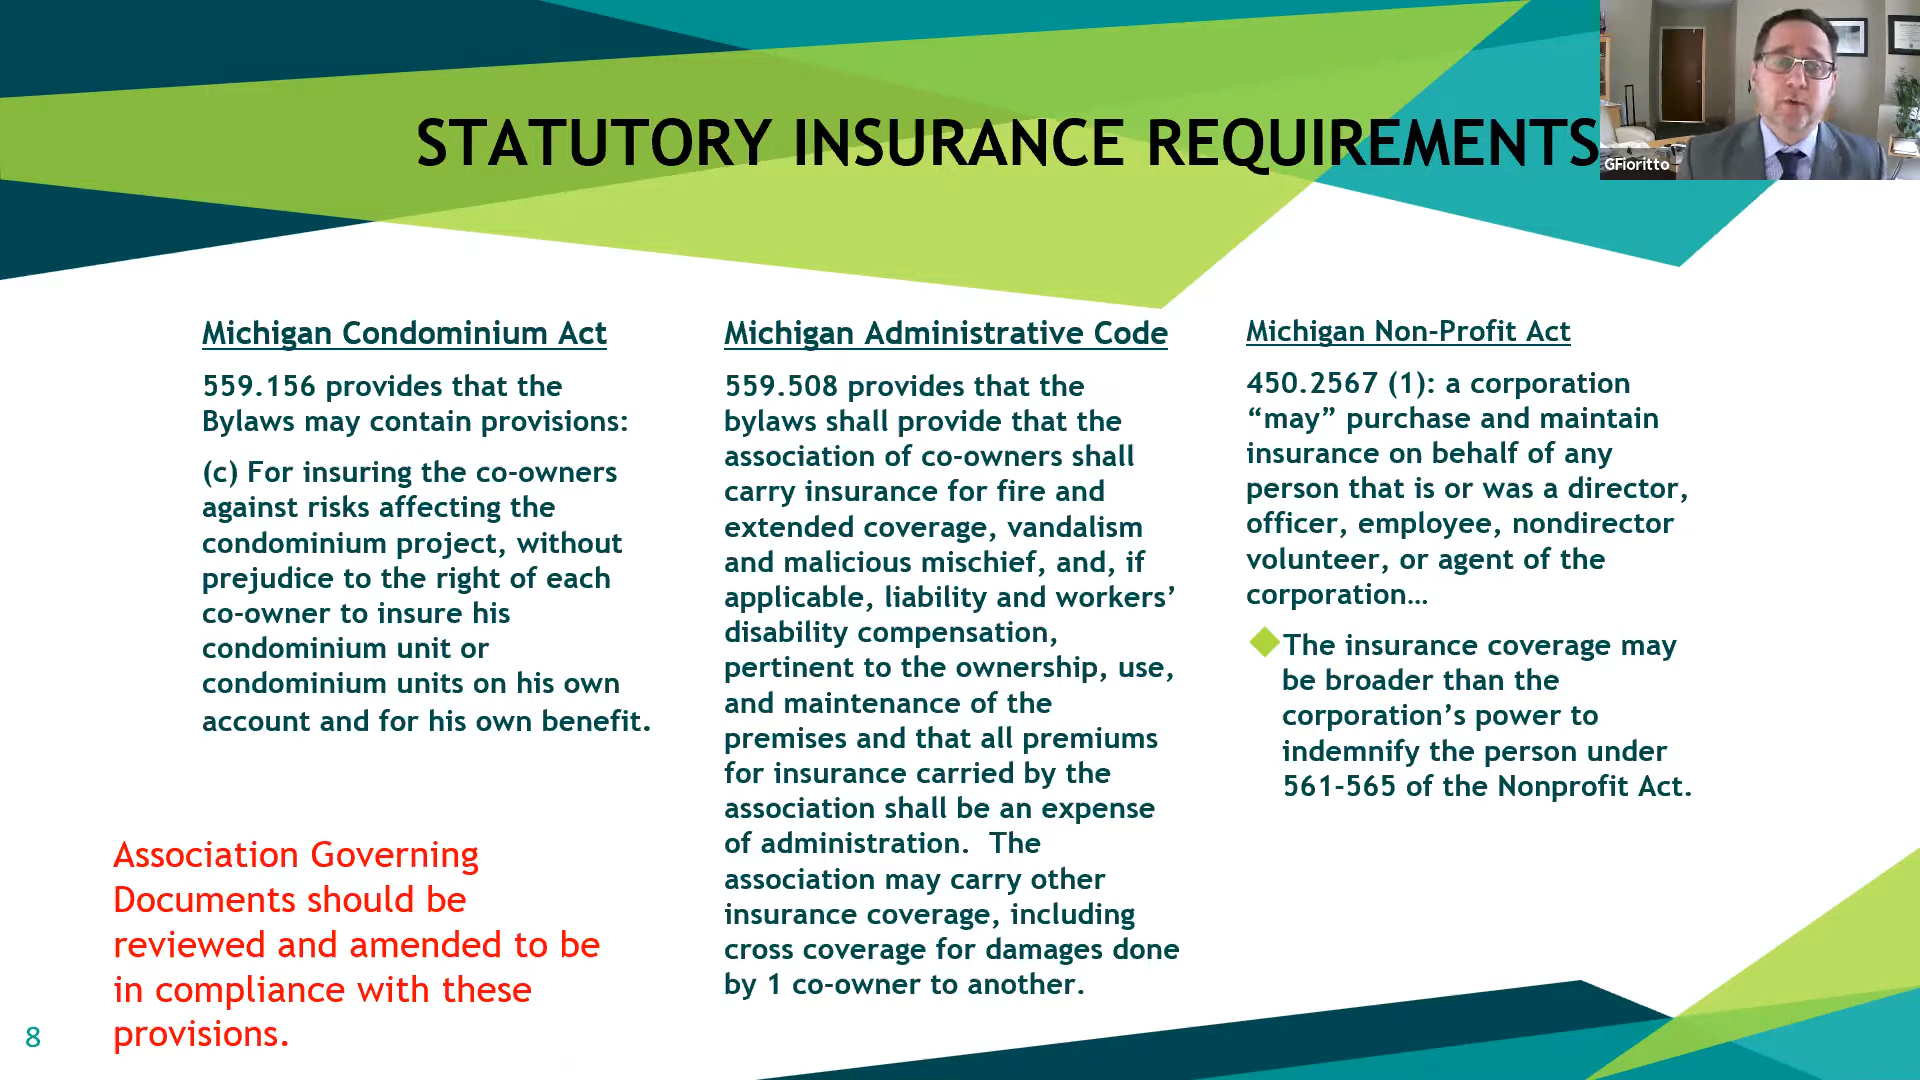 STATUTORY INSURANCE REQUIREMENTS
GFioritto
Michigan Condominium Act
559.156 provides that the
Bylaws may contain provisions:
(c) For insuring the co-owners
against risks affecting the
condominium project, without
prejudice to the right of each
co-owner to insure his
condominium unit or
condominium units on his own
account and for his own benefit.
Association Governing
Documents should be
reviewed and amended to be
in compliance with these
provisions.
Michigan Administrative Code
559.508 provides that the
bylaws shall provide that the
association of co-owners shall
carry insurance for fire and
extended coverage, vandalism
and malicious mischief, and, if
applicable, liability and workers’
disability compensation,
pertinent to the ownership, use,
and maintenance of the
premises and that all premiums
for insurance carried by the
association shall be an expense
of administration.  The
association may carry other
insurance coverage, including
cross coverage for damages done
by 1 co-owner to another.
Michigan Non-Profit Act
450.2567 (1): a corporation
“may” purchase and maintain
insurance on behalf of any
person that is or was a director,
officer, employee, nondirector
volunteer, or agent of the
corporation…
The insurance coverage may
be broader than the
corporation’s power to
indemnify the person under
561-565 of the Nonprofit Act.
8